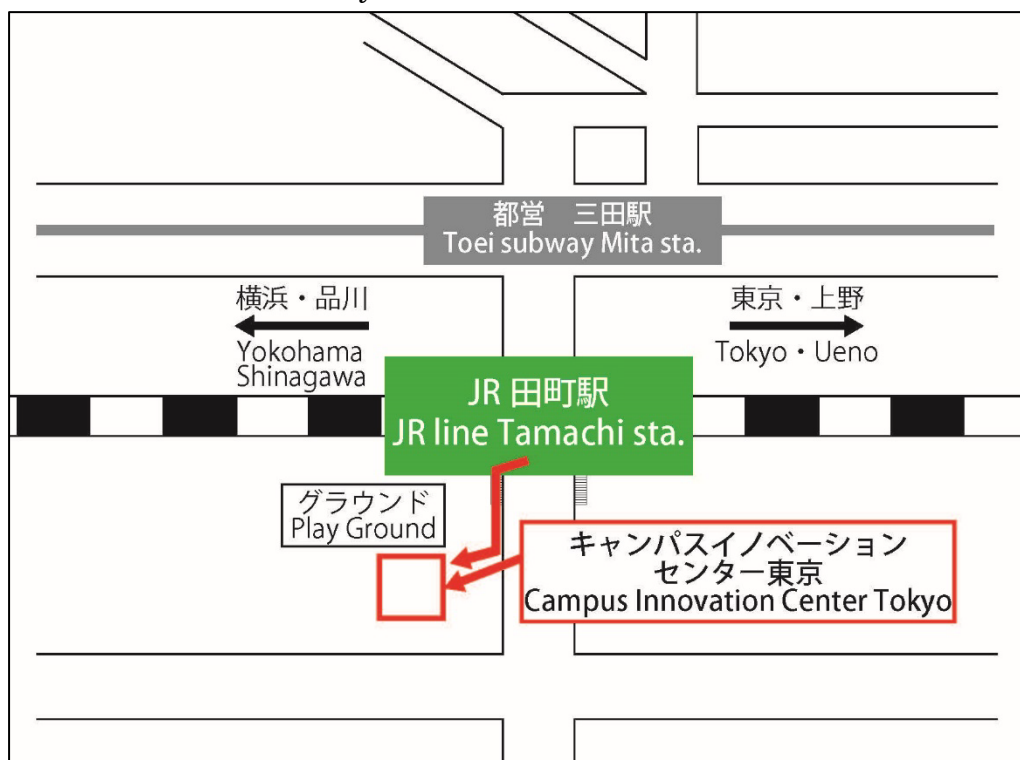 都営　三田駅
Toei subway Mita sta.
横浜・品川
Yokohama
Shinagawa
東京・上野
Tokyo・Ueno
JR 田町駅
JR line Tamachi sta.
グラウンド
Play Ground
キャンパスイノベーション
センター東京
Campus Innovation Center Tokyo